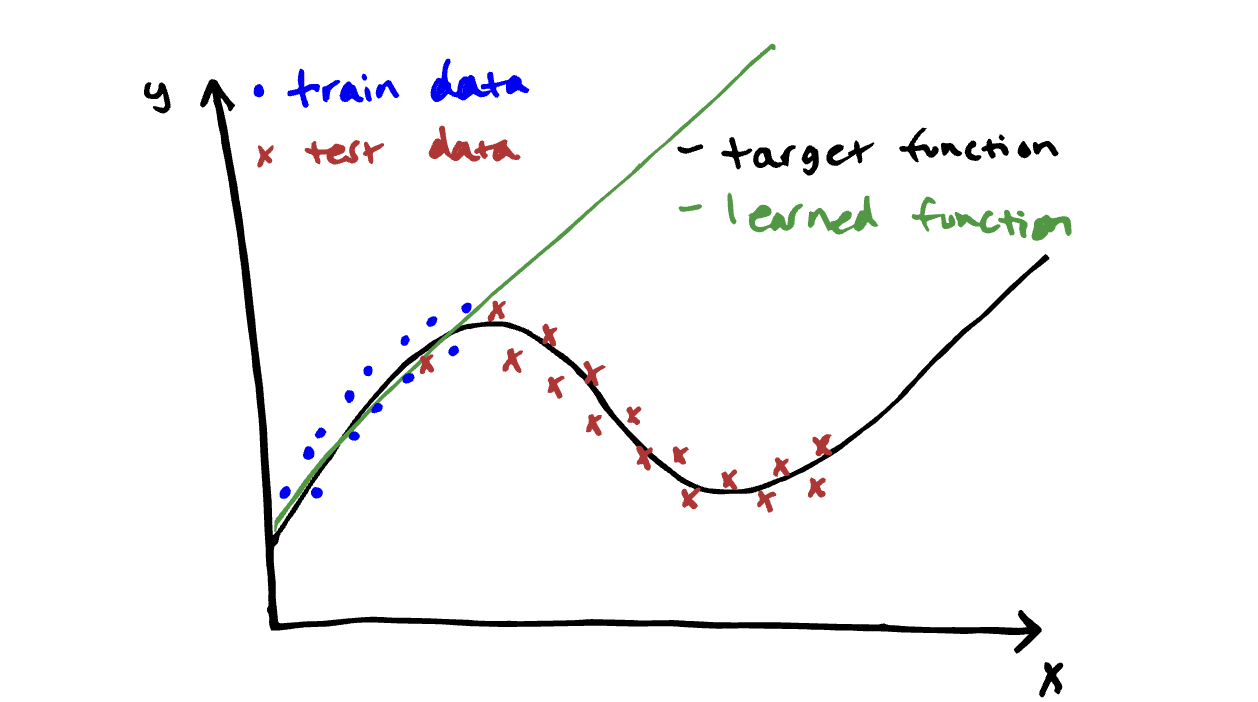 y
• train data
x test data
- target function
- learned function
x